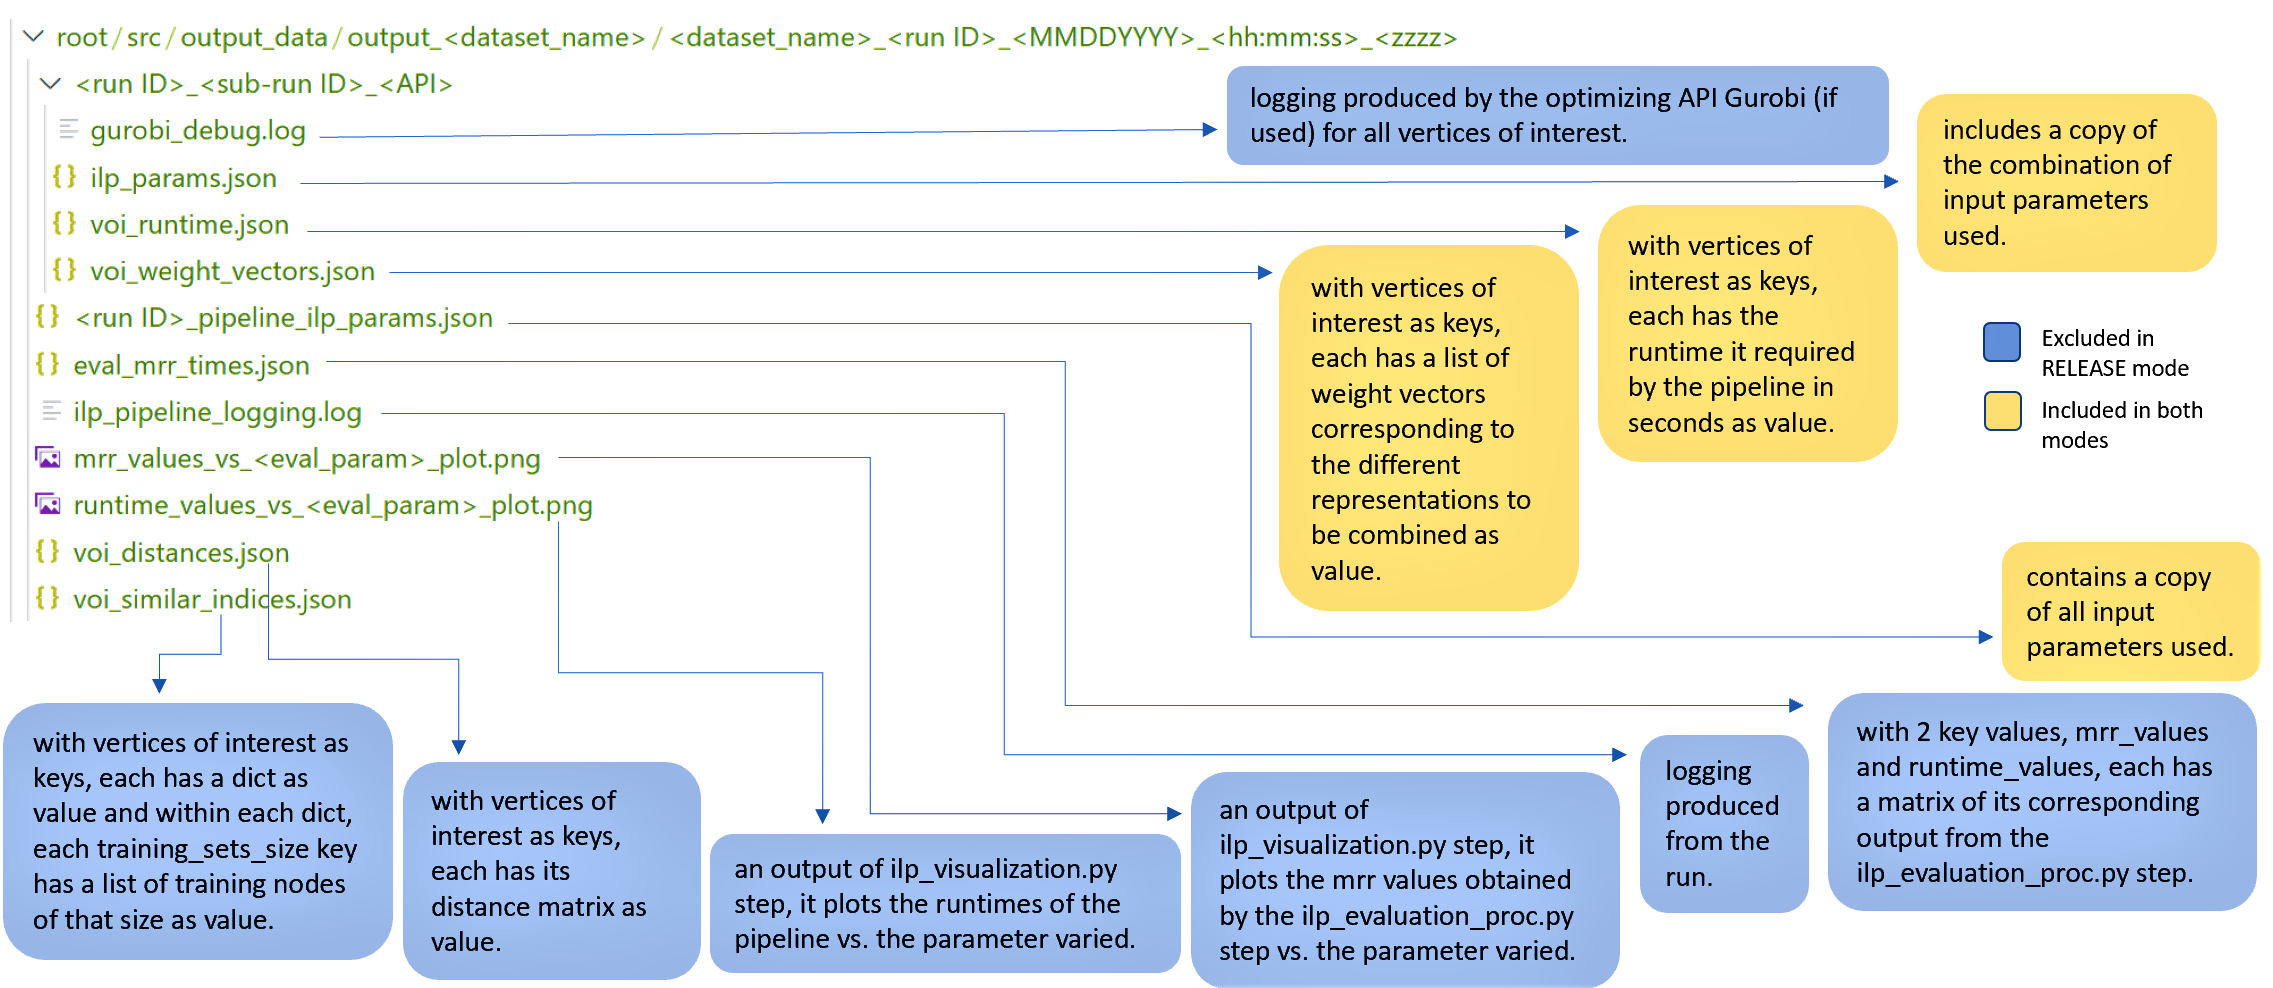 root/src/output_data/output_<dataset_name>/<dataset_name>_<run ID>_<MMDDYYYY>_<hh:mm:ss>_<zzzz>
<run ID>_<sub-run ID>_<API>
gurobi_debug.log
ilp_params.json
voi_runtime.json
voi_weight_vectors.json
<run ID>_pipeline_ilp_params.json
eval_mrr_times.json
ilp_pipeline_logging.log
mrr_values_vs_<eval_param>_plot.png
runtime_values_vs_<eval_param>_plot.png
voi_distances.json
voi_similar_indices.json
logging produced by the optimizing API Gurobi (if
used) for all vertices of interest.
includes a copy of
the combination of
input parameters
used.
with vertices of
interest as keys,
each has the
runtime it required
by the pipeline in
seconds as value.
with vertices of
interest as keys,
each has a list of
weight vectors
corresponding to
the different
representations to
be combined as
value.
Excluded in
RELEASE mode
Included in both
modes
contains a copy
of all input
parameters used.
with vertices of interest as
keys, each has a dict as
value and within each dict,
each training_sets_size key
has a list of training nodes
of that size as value.
with vertices of
interest as keys,
each has its
distance matrix as
value.
an output of ilp_visualization.py
step, it plots the runtimes of the
pipeline vs. the parameter varied.
an output of
ilp_visualization.py step, it
plots the mrr values obtained
by the ilp_evaluation_proc.py
step vs. the parameter varied.
logging
produced
from the
run.
with 2 key values, mrr_values
and runtime_values, each has
a matrix of its corresponding
output from the
ilp_evaluation_proc.py step.